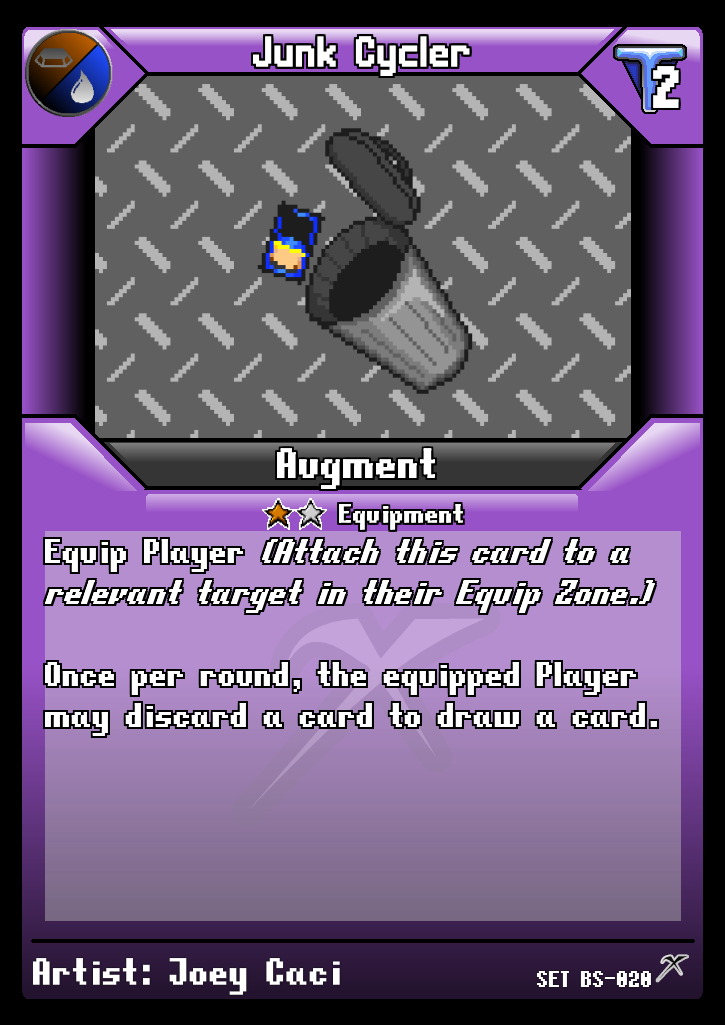 Junk Cycler
2
Augment
Equipment
Equip Player (Attach this card to a
relevant target in their Equip Zone.)
Once per round, the equipped Player
may discard a card to draw a card.
Artist: Joey Caci
SET BS-020